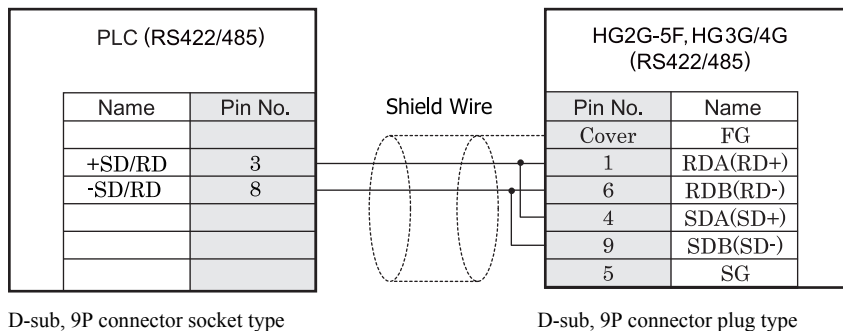 PLC (RS422/485)
HG2G-5F, HG3G/4G
(RS422/485)
Name Pin No. Shield Wire Pin No. Name
Cover FG
+SD/RD 3 1 RDA(RD+)
-SD/RD 8 6 RDB(RD-)
4 SDA(SD+)
9 SDB(SD-)
5 SG
D-sub, 9P connector socket type D-sub, 9P connector plug type